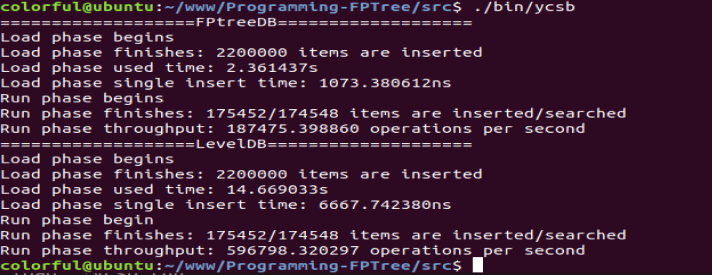 colorful@ubuntu:~/www/Programming-FPTree/src$ ./bin/ycsb
===================FPtreeDB===================
Load phase begins
Load phase finishes: 2200000 items are inserted
Load phase used time: 2.361437s
Load phase single insert time: 1073.380612ns
Run phase begins
Run phase finishes: 175452/174548 items are inserted/searched
Run phase throughput: 187475.398860 operations per second
===================LevelDB====================
Load phase begins
Load phase finishes: 2200000 items are inserted
Load phase used time: 14.669033s
Load phase single insert time: 6667.742380ns
Run phase begin
Run phase finishes: 175452/174548 items are inserted/searched
Run phase throughput: 596798.320297 operations per second
colorful@ubuntu:~/www/Programming-FPTree/src$